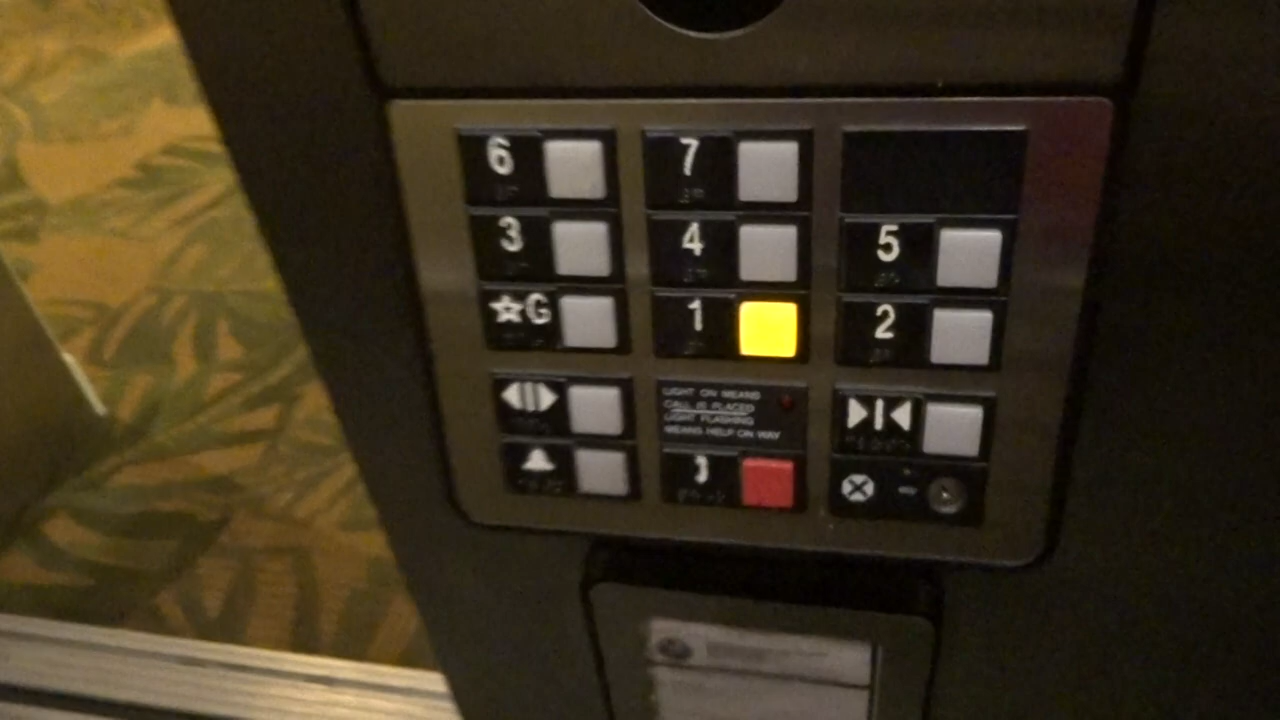 6 7
3 4 5
☆G 1 2
LIGHT ON MEANS
CALL IS PLACED
LIGHT FLASHING
MEANS HELP ON WAY